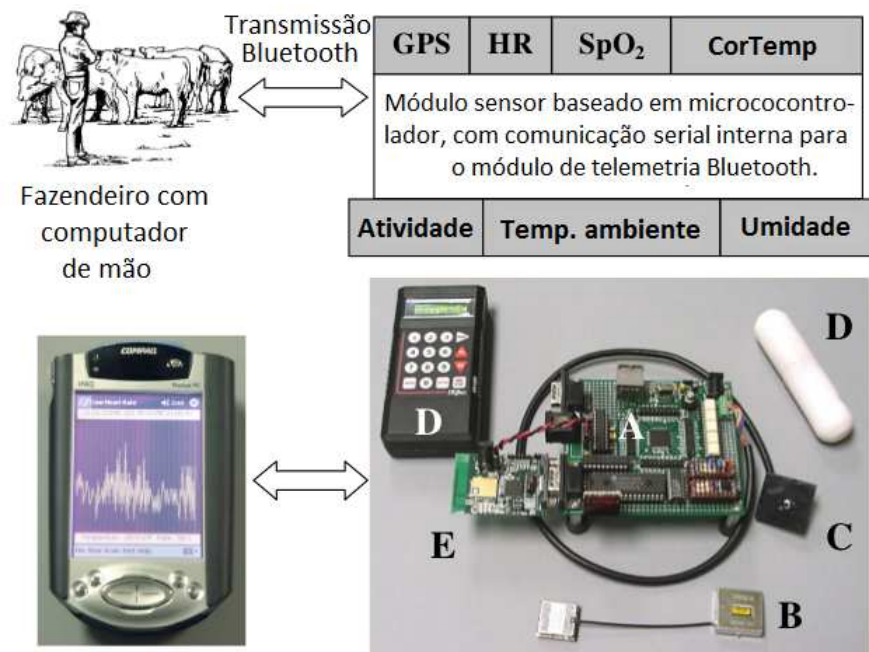 Transmissão
Bluetooth
GPS HR SpO₂ CorTemp
Módulo sensor baseado em micrococontro-
lador, com comunicação serial interna para
o módulo de telemetria Bluetooth.
Fazendeiro com
computador
de mão
Atividade Temp. ambiente Umidade
COMPAQ
D
D
A
E
C
B